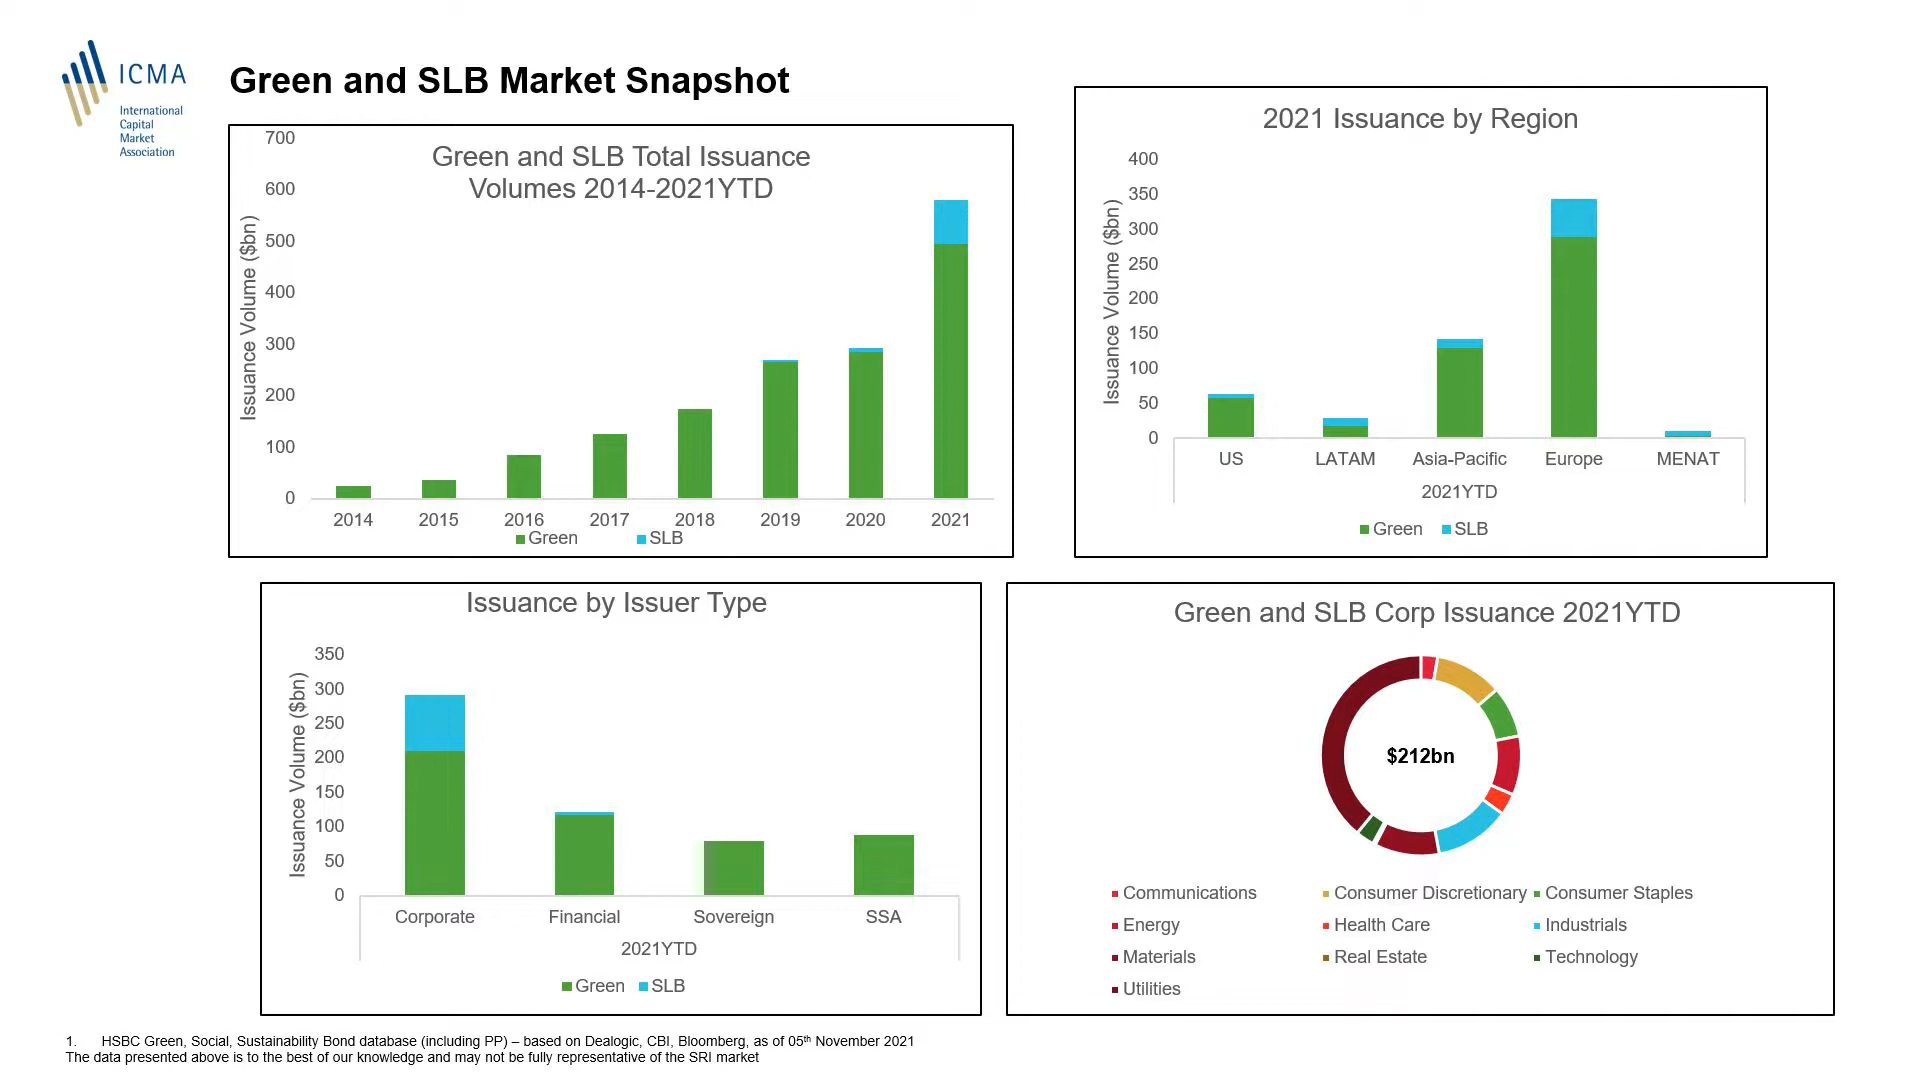 ICMA
International
Capital
Market
Association
Green and SLB Market Snapshot
Green and SLB Total Issuance
Volumes 2014-2021YTD
Issuance Volume ($bn)
700
600
500
400
300
200
100
0
2014 2015 2016 2017 2018 2019 2020 2021
Green SLB
2021 Issuance by Region
Issuance Volume ($bn)
400
350
300
250
200
150
100
50
0
US LATAM Asia-Pacific Europe MENAT
2021YTD
Green SLB
Issuance by Issuer Type
Issuance Volume ($bn)
350
300
250
200
150
100
50
0
Corporate Financial Sovereign SSA
2021YTD
Green SLB
Green and SLB Corp Issuance 2021YTD
$212bn
Communications Consumer Discretionary Consumer Staples
Energy Health Care Industrials
Materials Real Estate Technology
Utilities
1. HSBC Green, Social, Sustainability Bond database (including PP) – based on Dealogic, CBI, Bloomberg, as of 05th November 2021
The data presented above is to the best of our knowledge and may not be fully representative of the SRI market